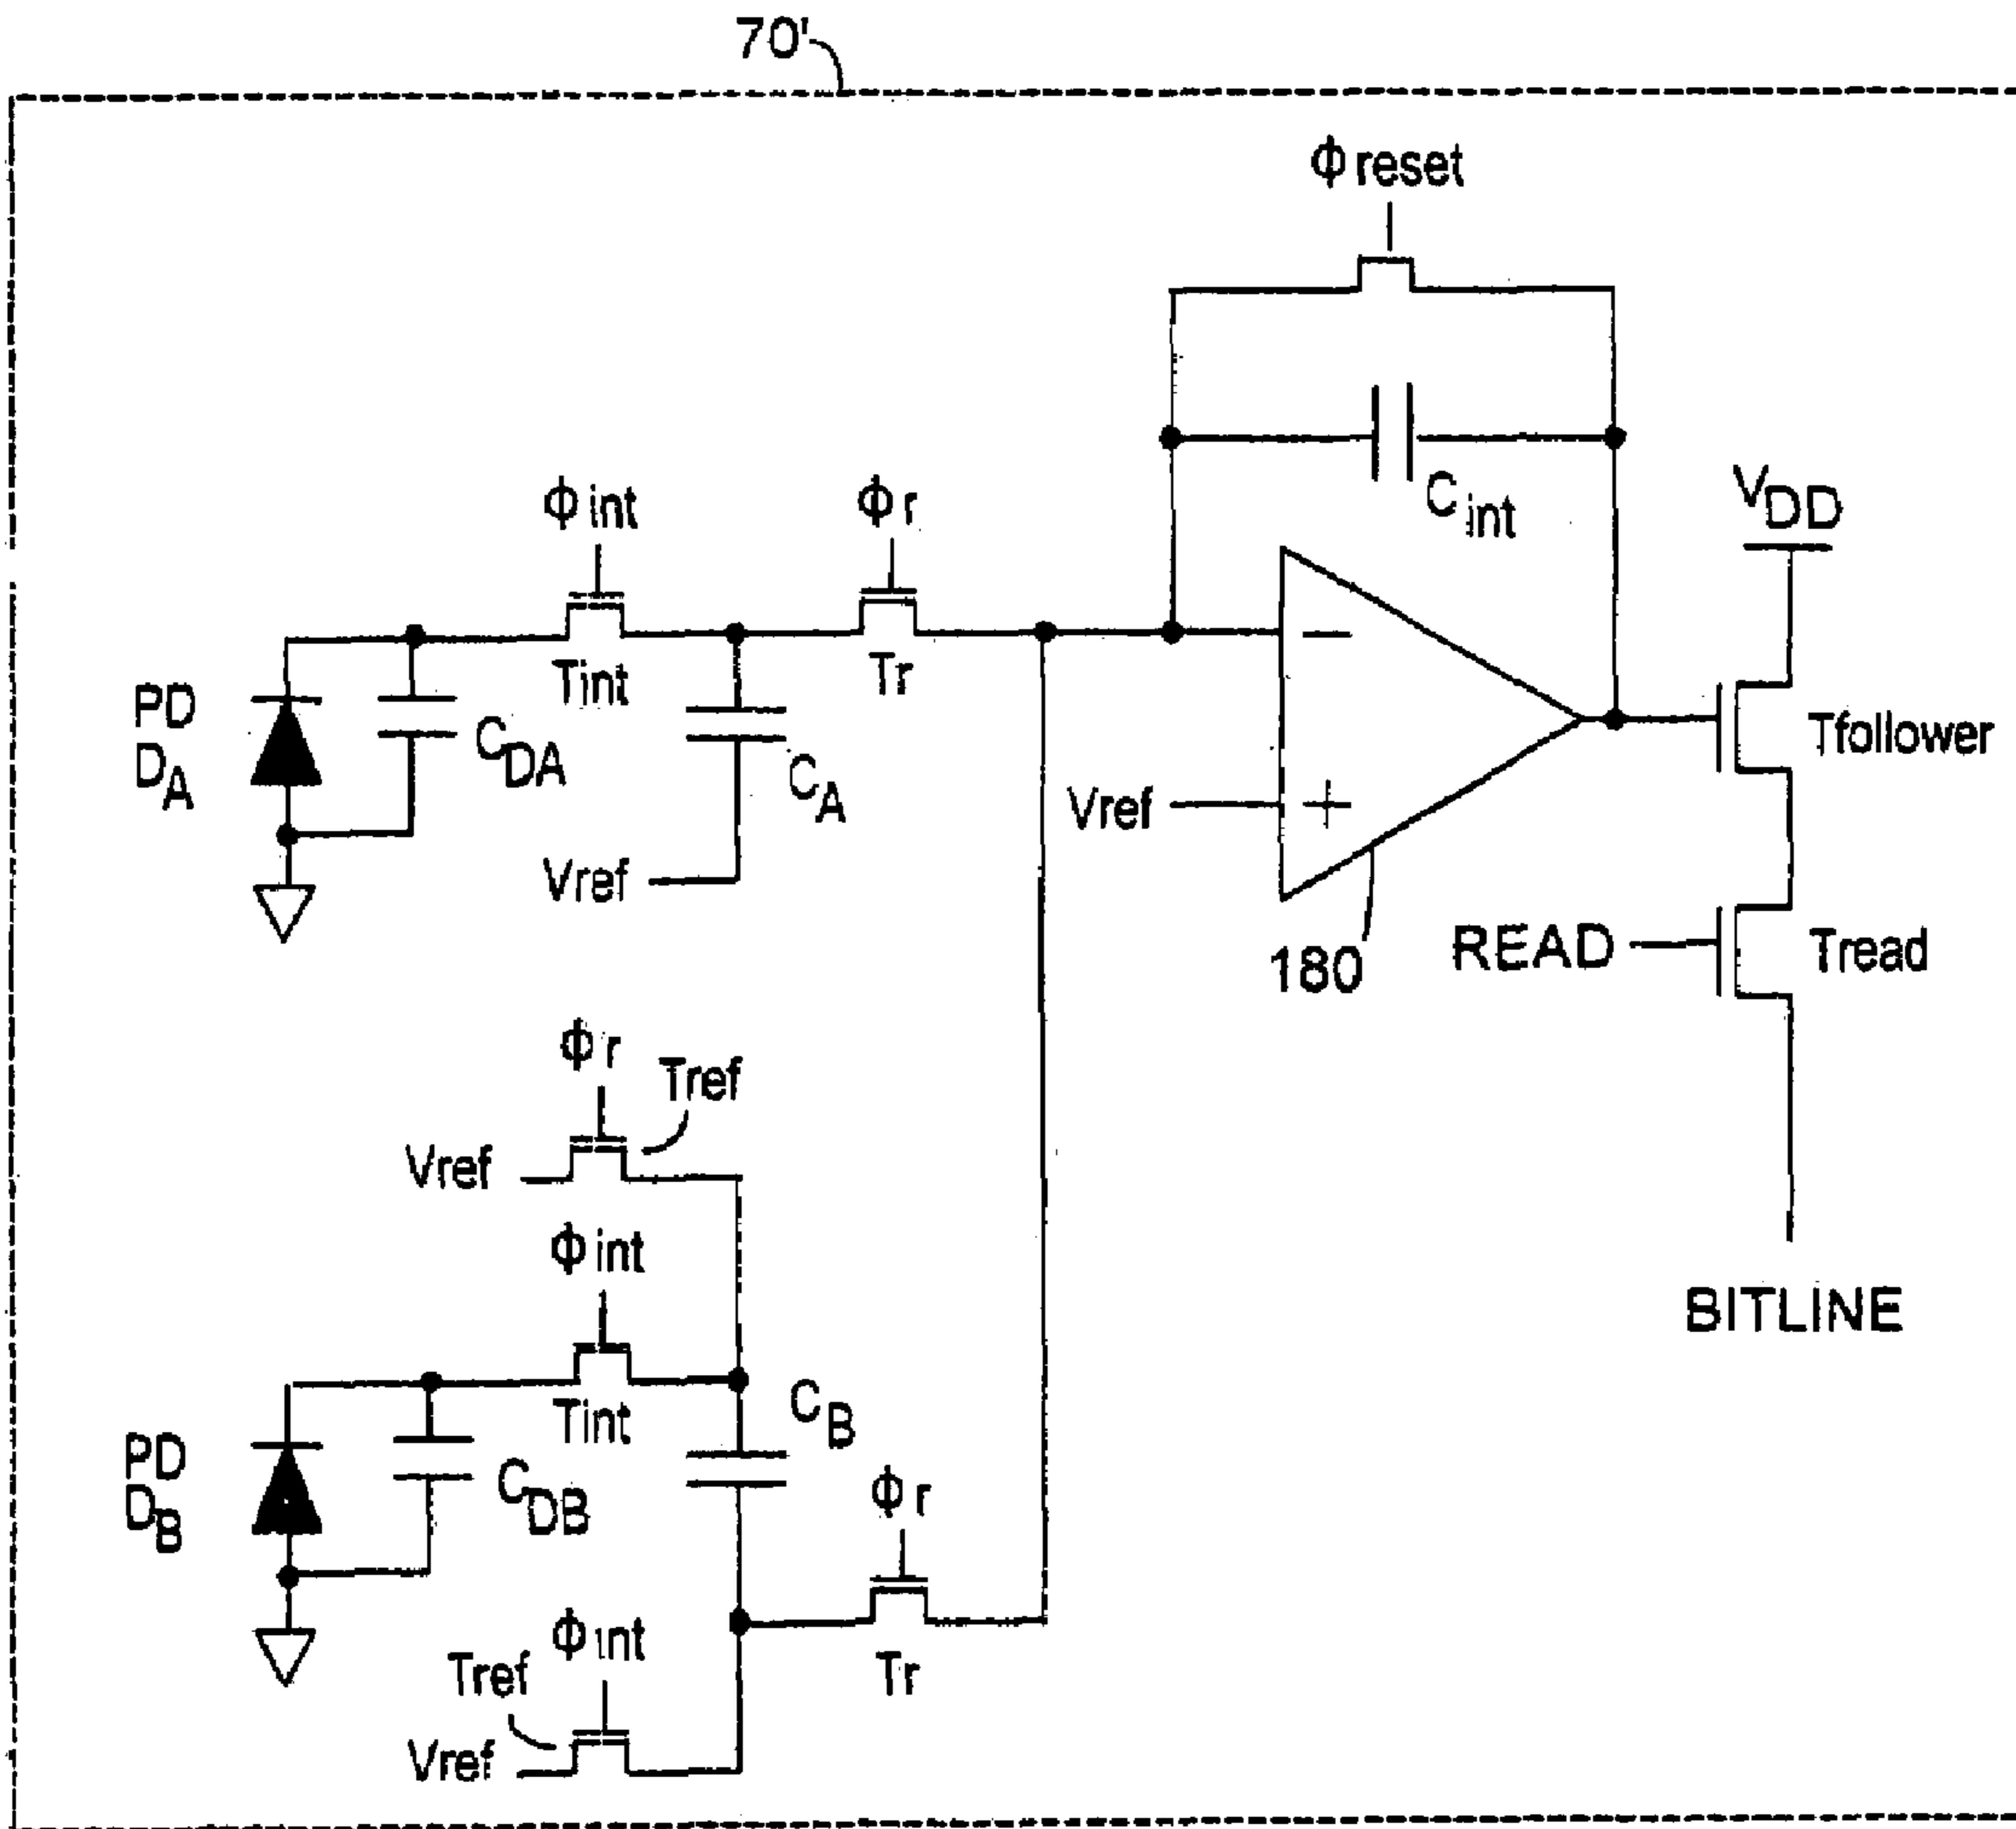 70'
Φreset
Cint
VDD
Φint
Φr
Tint
Tr
PD
DA
CDA
CA
Vref
Vref
−
+
180
Tfollower
READ
Tread
BITLINE
Φr
Tref
Vref
Φint
Tint
CB
PD
DB
CDB
Φr
Tr
Φint
Tref
Vref